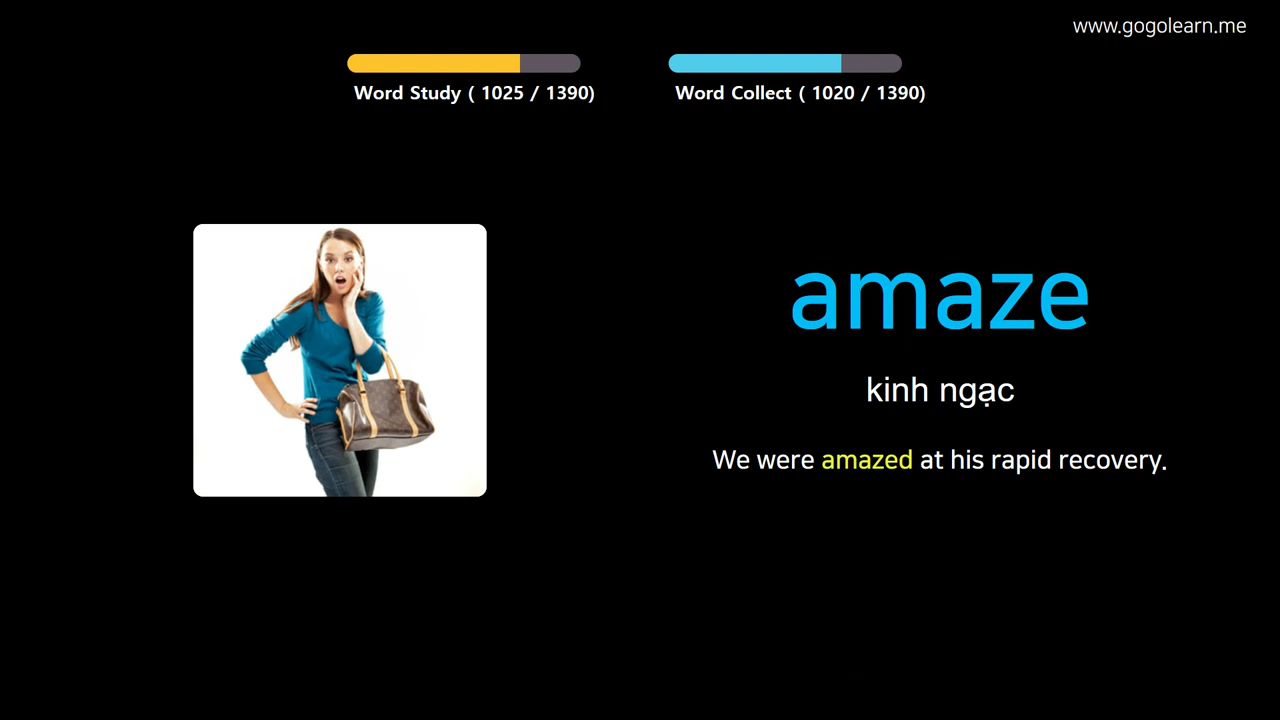 www.gogolearn.me
Word Study ( 1025 / 1390)
Word Collect ( 1020 / 1390)
amaze
kinh ngạc
We were amazed at his rapid recovery.